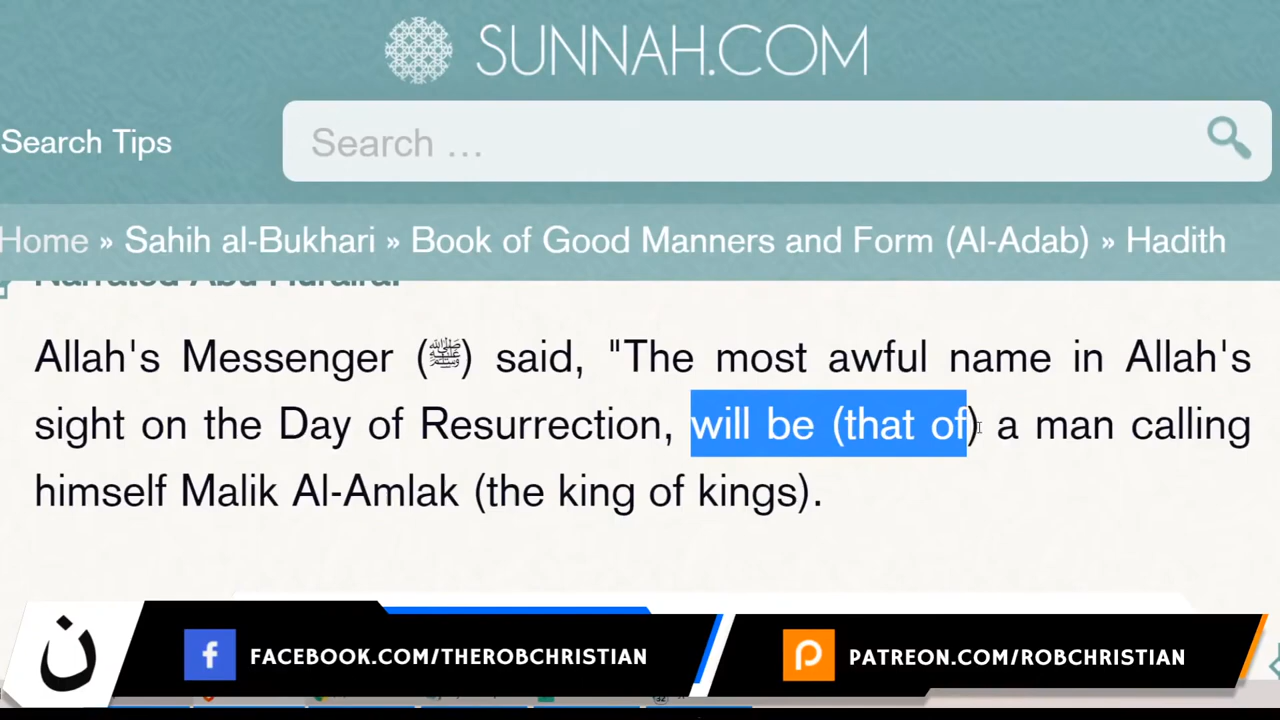 SUNNAH.COM
Search Tips
Search ...
Home » Sahih al-Bukhari » Book of Good Manners and Form (Al-Adab) » Hadith
Narrated Abu Huraira:
Allah's Messenger (ﷺ) said, "The most awful name in Allah's
sight on the Day of Resurrection, will be (that of) a man calling
himself Malik Al-Amlak (the king of kings).
ن
FACEBOOK.COM/THEROBCHRISTIAN
PATREON.COM/ROBCHRISTIAN